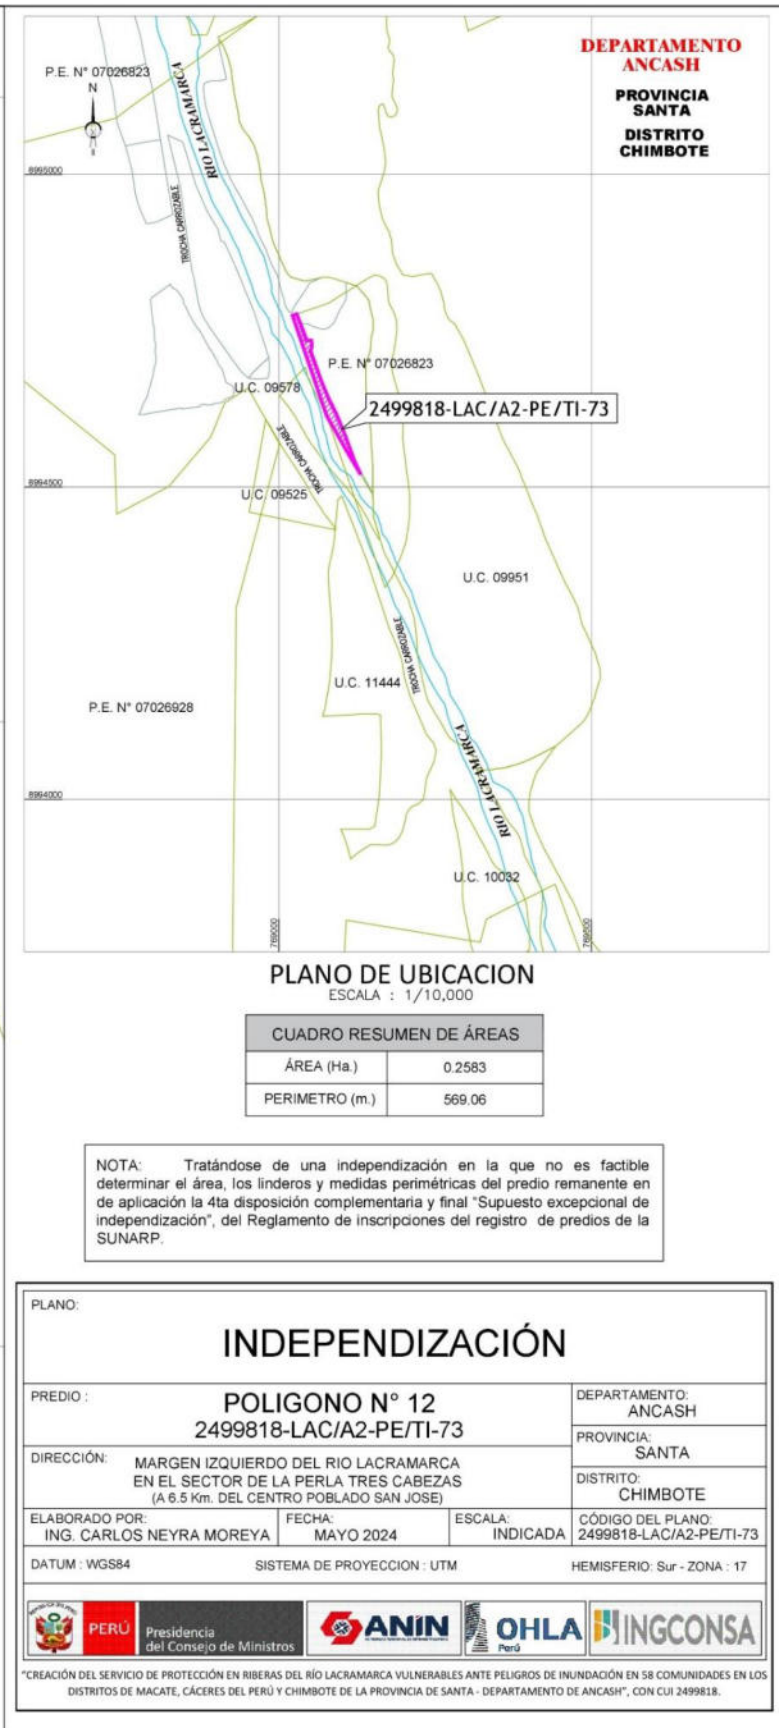 DEPARTAMENTO
ANCASH
PROVINCIA
SANTA
DISTRITO
CHIMBOTE
P.E. N° 07026823
N
RIO LACRAMARCA
8995000
TROCHA CARROZABLE
P.E. N° 07026823
U.C. 09578
2499818-LAC/A2-PE/TI-73
TROCHA CARROZABLE
8994500
U.C. 09525
U.C. 09951
TROCHA CARROZABLE
U.C. 11444
P.E. N° 07026928
RIO LACRAMARCA
8994000
U.C. 10032
769000
769500
PLANO DE UBICACION
ESCALA : 1/10,000
CUADRO RESUMEN DE ÁREAS
ÁREA (Ha.) 0.2583
PERIMETRO (m.) 569.06
NOTA: Tratándose de una independización en la que no es factible
determinar el área, los linderos y medidas perimétricas del predio remanente en
de aplicación la 4ta disposición complementaria y final "Supuesto excepcional de
independización", del Reglamento de inscripciones del registro de predios de la
SUNARP.
PLANO:
INDEPENDIZACIÓN
PREDIO :
POLIGONO N° 12
2499818-LAC/A2-PE/TI-73
DEPARTAMENTO:
ANCASH
PROVINCIA:
SANTA
DIRECCIÓN:
MARGEN IZQUIERDO DEL RIO LACRAMARCA
EN EL SECTOR DE LA PERLA TRES CABEZAS
(A 6.5 Km. DEL CENTRO POBLADO SAN JOSE)
DISTRITO:
CHIMBOTE
ELABORADO POR:
ING. CARLOS NEYRA MOREYA
FECHA:
MAYO 2024
ESCALA:
INDICADA
CÓDIGO DEL PLANO:
2499818-LAC/A2-PE/TI-73
DATUM : WGS84 SISTEMA DE PROYECCION : UTM HEMISFERIO: Sur - ZONA : 17
PERÚ
Presidencia
del Consejo de Ministros
ANIN
OHLA
Perú
INGCONSA
"CREACIÓN DEL SERVICIO DE PROTECCIÓN EN RIBERAS DEL RÍO LACRAMARCA VULNERABLES ANTE PELIGROS DE INUNDACIÓN EN 58 COMUNIDADES EN LOS
DISTRITOS DE MACATE, CÁCERES DEL PERÚ Y CHIMBOTE DE LA PROVINCIA DE SANTA - DEPARTAMENTO DE ANCASH", CON CUI 2499818.